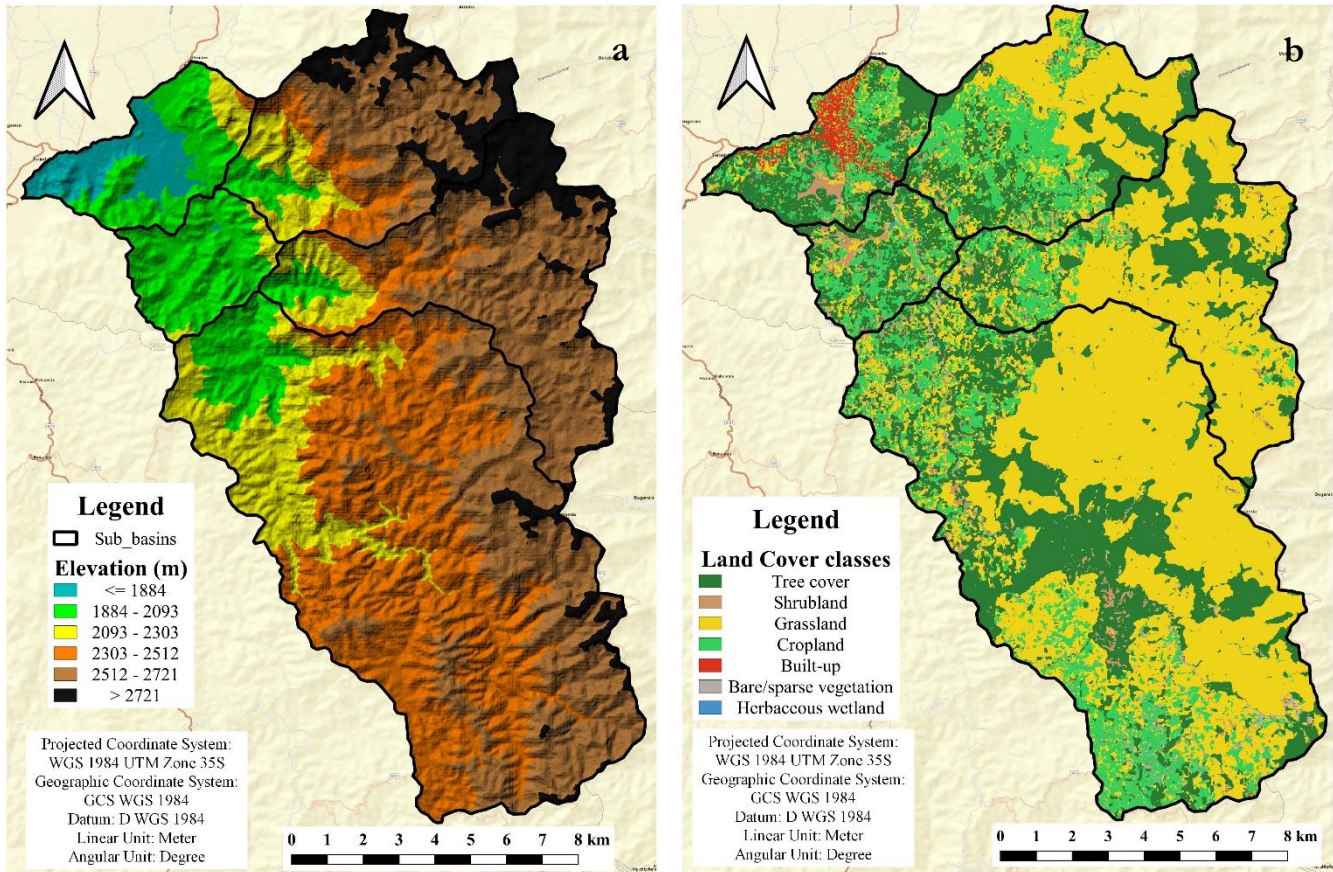 a
Legend
Sub_basins
Elevation (m)
<= 1884
1884 - 2093
2093 - 2303
2303 - 2512
2512 - 2721
> 2721
Projected Coordinate System:
WGS 1984 UTM Zone 35S
Geographic Coordinate System:
GCS WGS 1984
Datum: D WGS 1984
Linear Unit: Meter
Angular Unit: Degree
0 1 2 3 4 5 6 7 8 km
b
Legend
Land Cover classes
Tree cover
Shrubland
Grassland
Cropland
Built-up
Bare/sparse vegetation
Herbaceous wetland
Projected Coordinate System:
WGS 1984 UTM Zone 35S
Geographic Coordinate System:
GCS WGS 1984
Datum: D WGS 1984
Linear Unit: Meter
Angular Unit: Degree
0 1 2 3 4 5 6 7 8 km